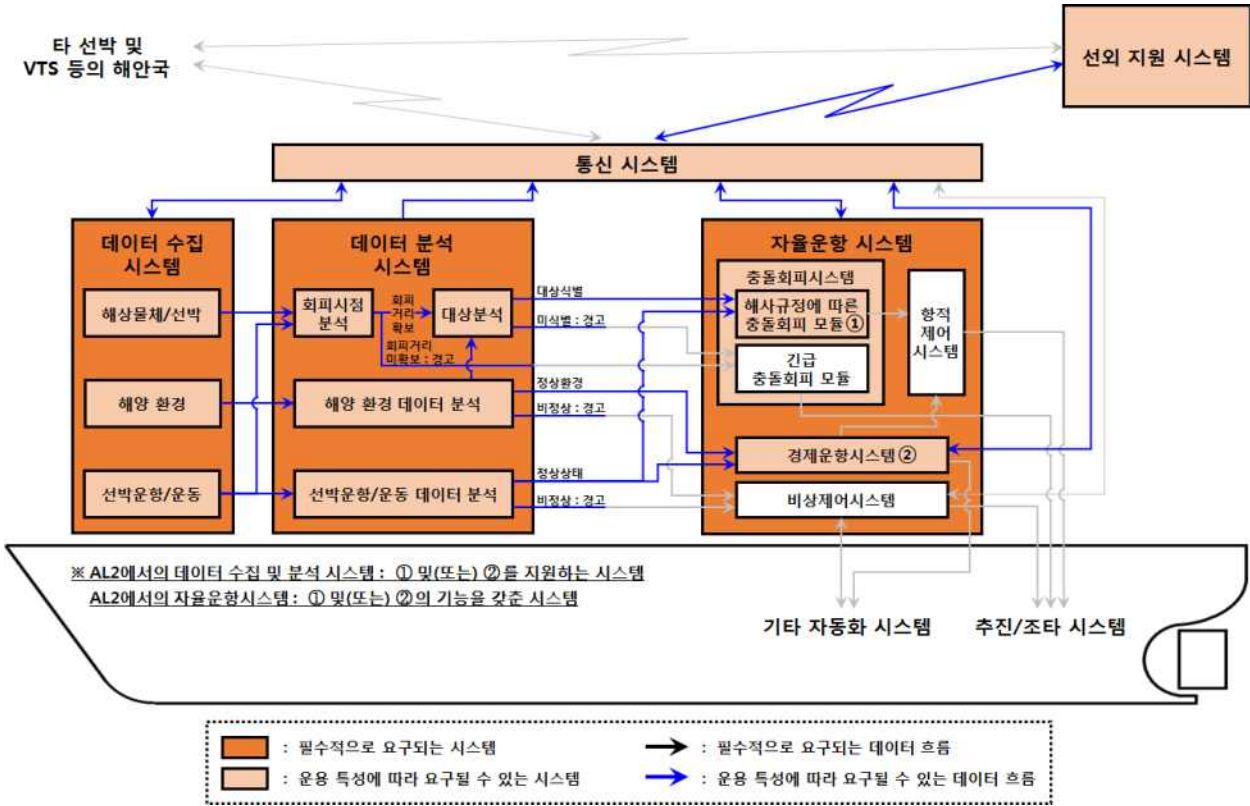 타 선박 및
VTS 등의 해안국
선외 지원 시스템
통신 시스템
데이터 수집
시스템
해상물체/선박
해양 환경
선박운항/운동
데이터 분석
시스템
회피시점
분석
회피
거리
확보
대상분석
회피거리
미확보 : 경고
해양 환경 데이터 분석
선박운항/운동 데이터 분석
대상식별
미식별 : 경고
정상환경
비정상 : 경고
정상상태
비정상 : 경고
자율운항 시스템
충돌회피시스템
해사규정에 따른
충돌회피 모듈①
긴급
충돌회피 모듈
항적
제어
시스템
경제운항시스템②
비상제어시스템
※ AL2에서의 데이터 수집 및 분석 시스템 : ① 및(또는) ②를 지원하는 시스템
AL2에서의 자율운항시스템 : ① 및(또는) ②의 기능을 갖춘 시스템
기타 자동화 시스템
추진/조타 시스템
: 필수적으로 요구되는 시스템
: 필수적으로 요구되는 데이터 흐름
: 운용 특성에 따라 요구될 수 있는 시스템
: 운용 특성에 따라 요구될 수 있는 데이터 흐름